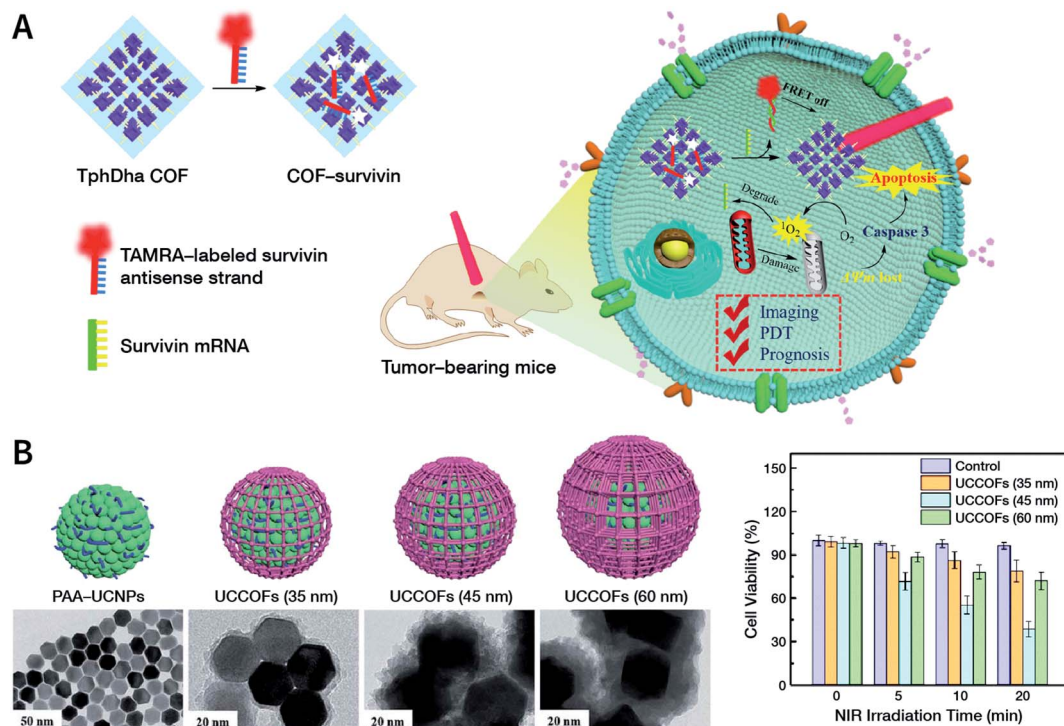 A
TphDha COF
COF–survivin
TAMRA–labeled survivin
antisense strand
Survivin mRNA
Tumor–bearing mice
FRET off
Apoptosis
Degrade
¹O₂
O₂
Caspase 3
Damage
ΔΨm lost
Imaging
PDT
Prognosis
B
PAA–UCNPs
UCCOFs (35 nm)
UCCOFs (45 nm)
UCCOFs (60 nm)
50 nm
20 nm
20 nm
20 nm
Cell Viability (%)
150
120
90
60
30
0
Control
UCCOFs (35 nm)
UCCOFs (45 nm)
UCCOFs (60 nm)
0 5 10 20
NIR Irradiation Time (min)